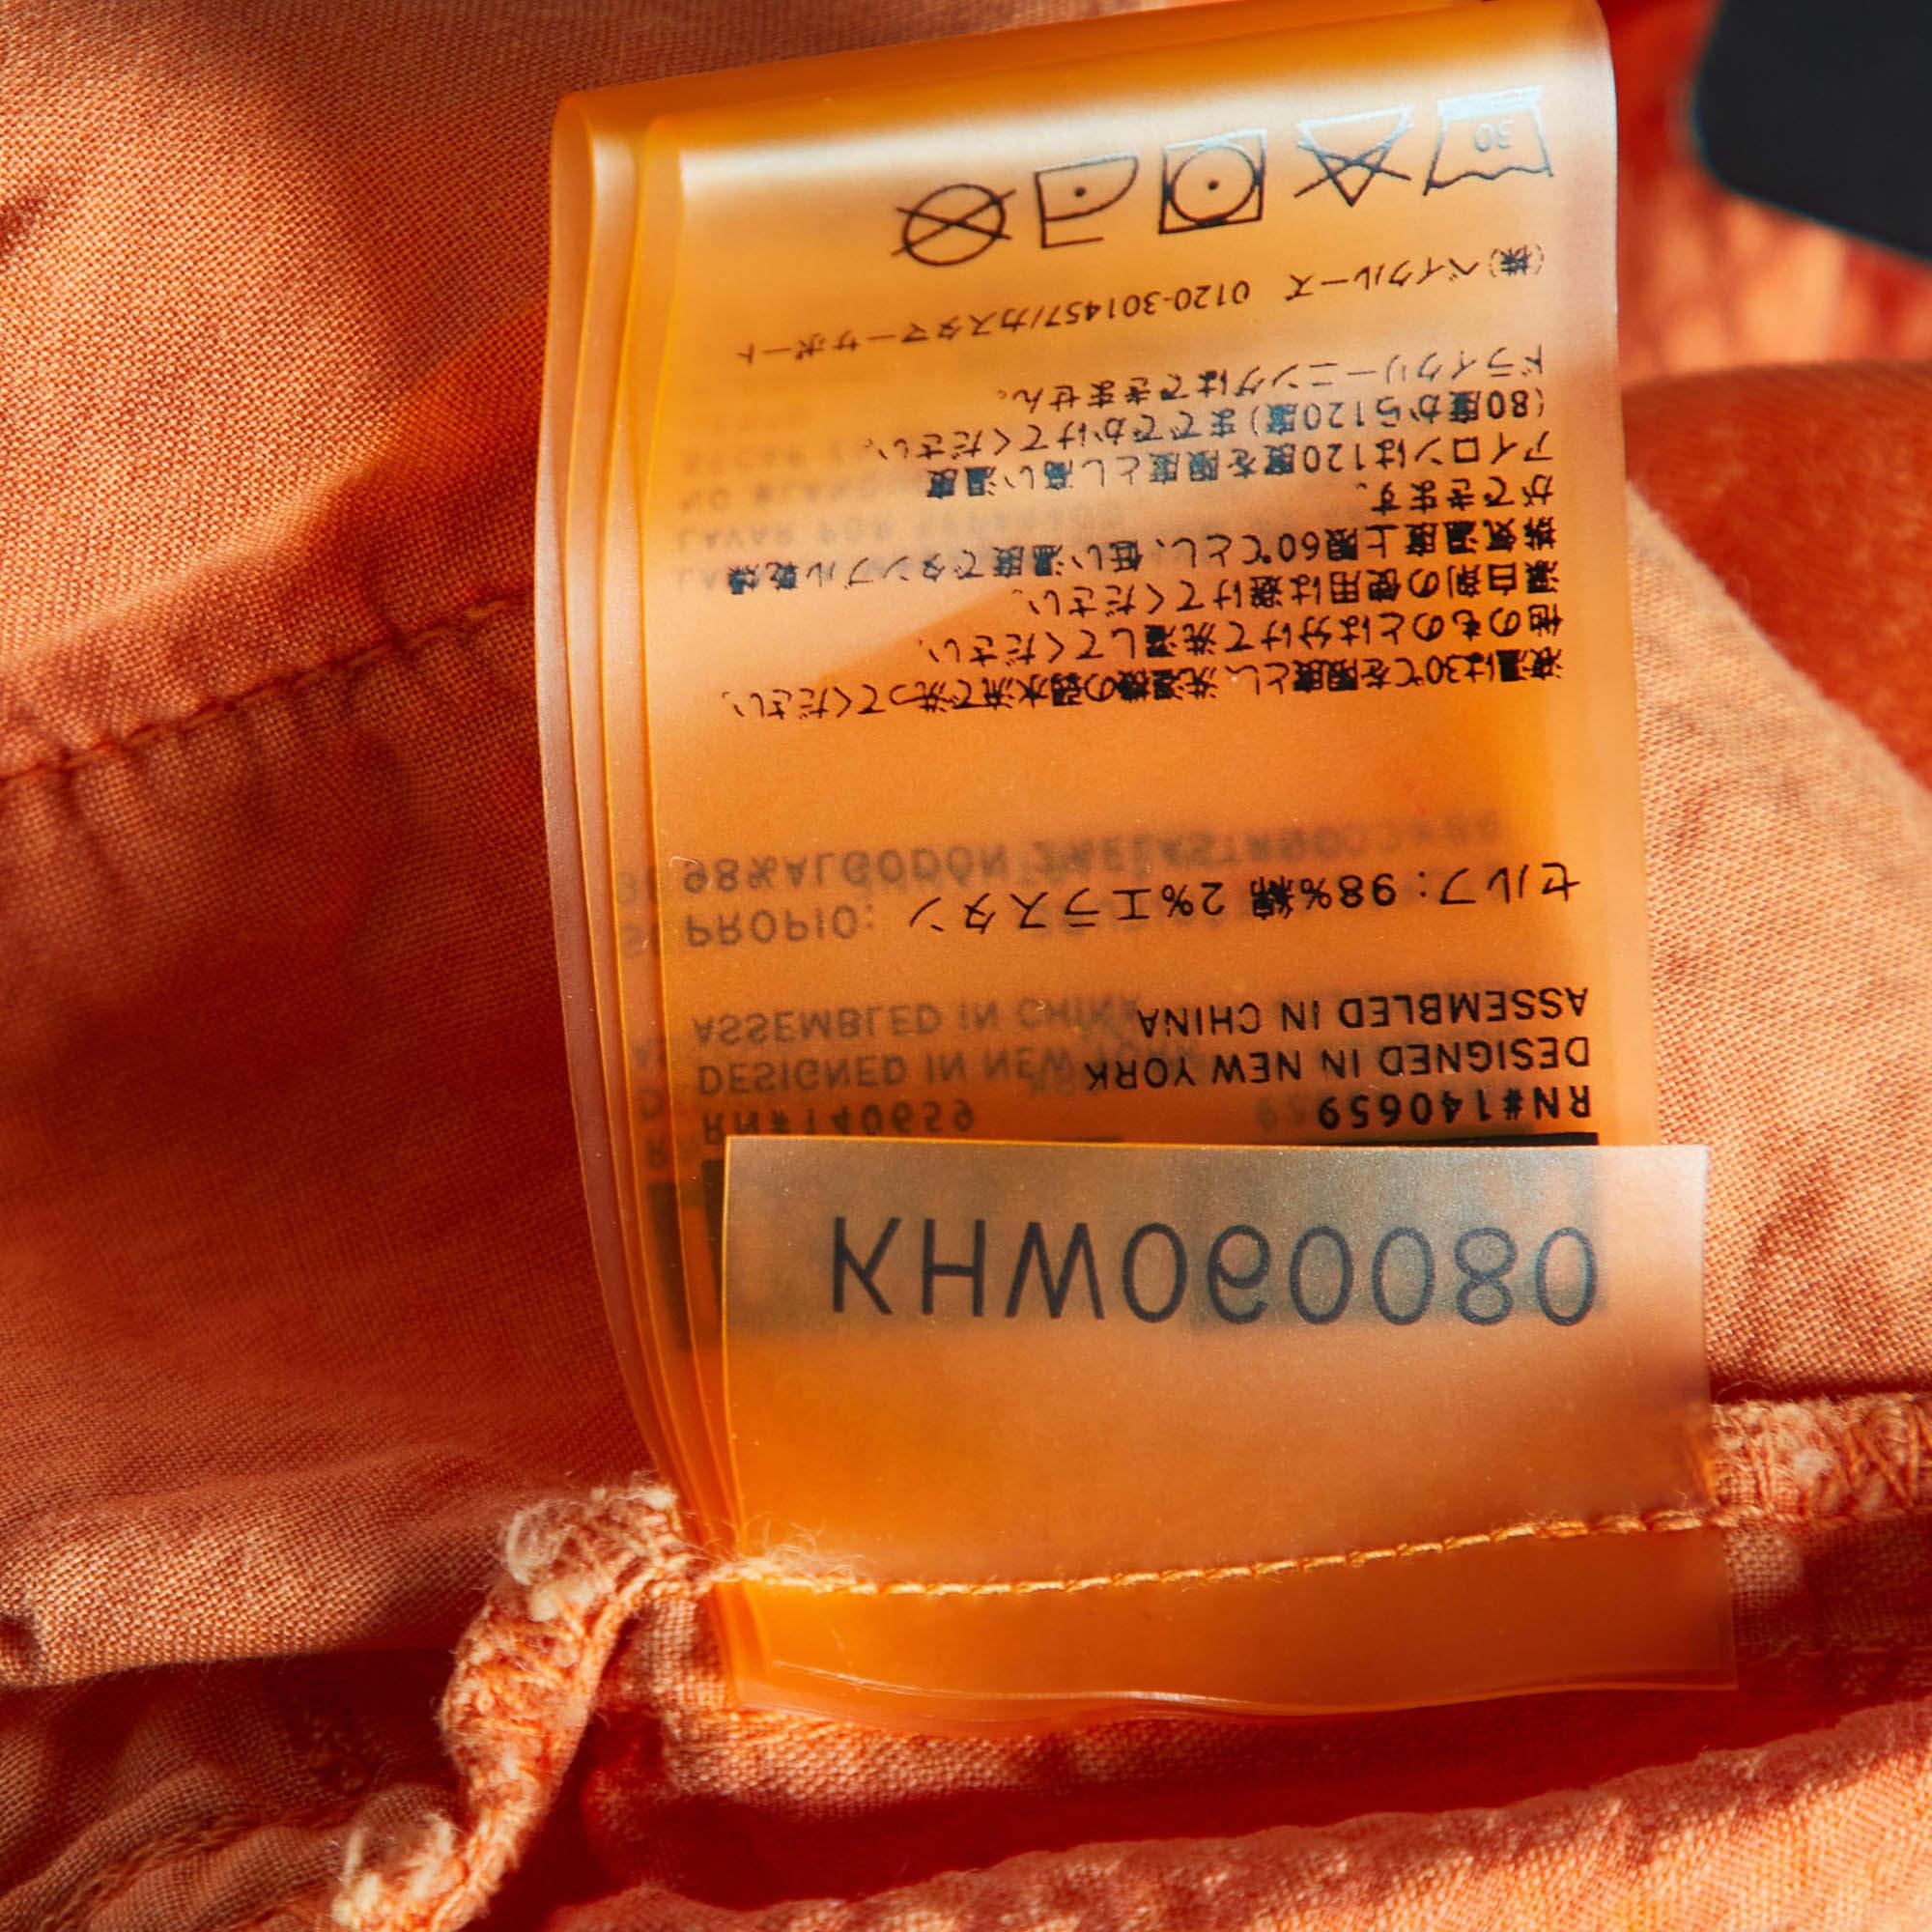 KHW060080
RN#140659
DESIGNED IN NEW YORK
ASSEMBLED IN CHINA
セルフ: 98%綿 2%エラスタン
液温は30℃を限度とし、洗濯機の弱水流で洗ってください。
他のものとは分けて洗濯してください。
漂白剤の使用は避けてください。
排気温度上限60℃とし、低い温度でタンブル乾燥
ができます。
アイロンは120度を限度とし高い温度
(80度から120度)まででかけてください。
ドライクリーニングはできません。
(株)ベイクルーズ 0120-301457/カスタマーサポート
30